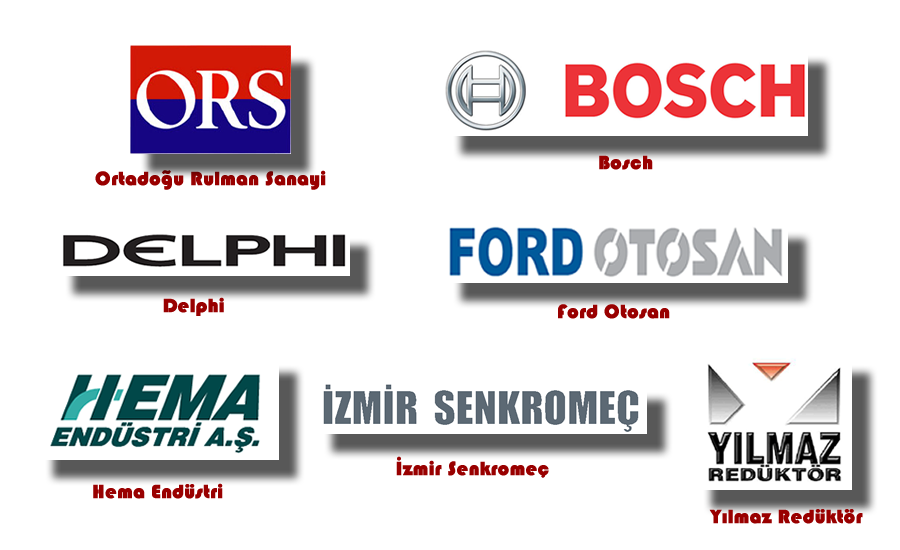 ORS
Ortadoğu Rulman Sanayi
BOSCH
Bosch
DELPHI
Delphi
FORD OTOSAN
Ford Otosan
HEMA
ENDÜSTRİ A.Ş.
Hema Endüstri
İZMİR SENKROMEÇ
İzmir Senkromeç
YILMAZ
REDÜKTÖR
Yılmaz Redüktör